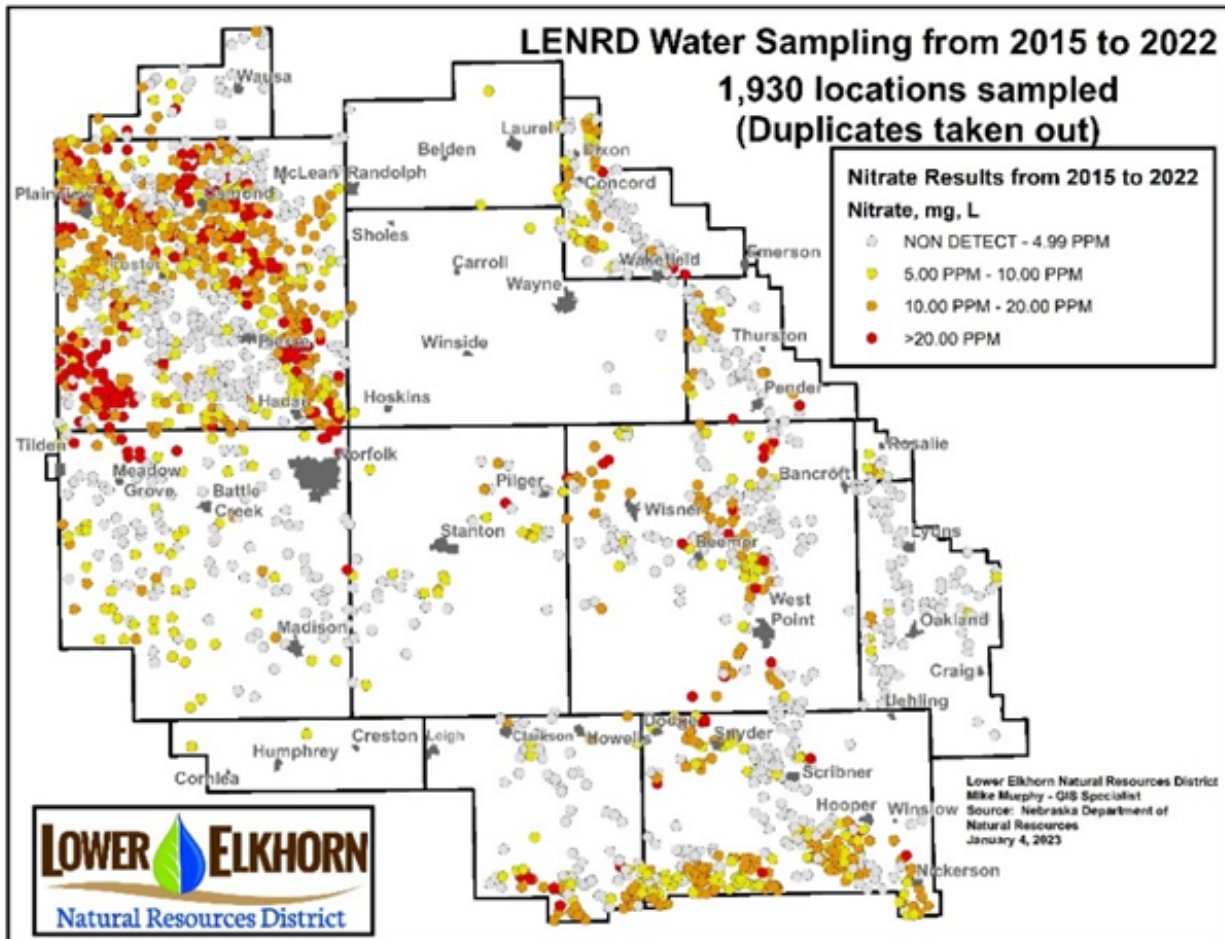 LENRD Water Sampling from 2015 to 2022
1,930 locations sampled
(Duplicates taken out)
Nitrate Results from 2015 to 2022
Nitrate, mg, L
NON DETECT - 4.99 PPM
5.00 PPM - 10.00 PPM
10.00 PPM - 20.00 PPM
>20.00 PPM
Wausa
Laurel
Belden
Dixon
McLean
Randolph
Concord
Plainview
Osmond
Sholes
Emerson
Foster
Carroll
Wakefield
Wayne
Thurston
Pierce
Winside
Pender
Hadar
Hoskins
Tilden
Norfolk
Rosalie
Meadow
Grove
Battle
Creek
Pilger
Bancroft
Wisner
Stanton
Beemer
Lyons
West
Point
Madison
Oakland
Craig
Uehling
Dodge
Creston
Leigh
Clarkson
Howells
Snyder
Humphrey
Cornlea
Scribner
Hooper
Winslow
Nickerson
Lower Elkhorn Natural Resources District
Mike Murphy - GIS Specialist
Source: Nebraska Department of
Natural Resources
January 4, 2023
LOWER ELKHORN
Natural Resources District